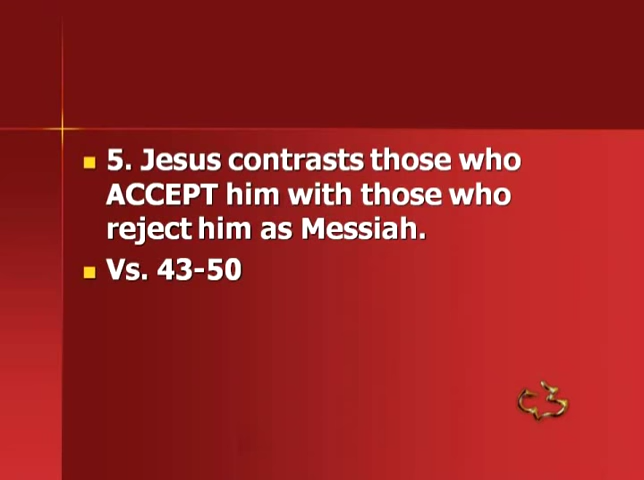 5. Jesus contrasts those who
ACCEPT him with those who
reject him as Messiah.
Vs. 43-50